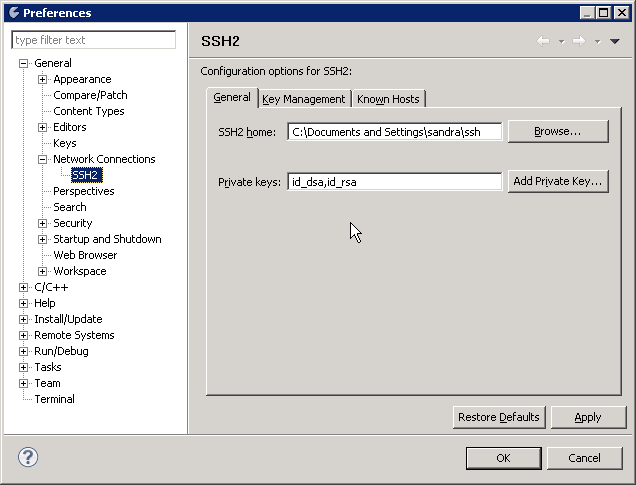 Preferences
type filter text
General
Appearance
Compare/Patch
Content Types
Editors
Keys
Network Connections
SSH2
Perspectives
Search
Security
Startup and Shutdown
Web Browser
Workspace
C/C++
Help
Install/Update
Remote Systems
Run/Debug
Tasks
Team
Terminal
SSH2
Configuration options for SSH2:
General Key Management Known Hosts
SSH2 home: C:\Documents and Settings\sandra\ssh Browse...
Private keys: id_dsa,id_rsa Add Private Key...
Restore Defaults Apply
? OK Cancel